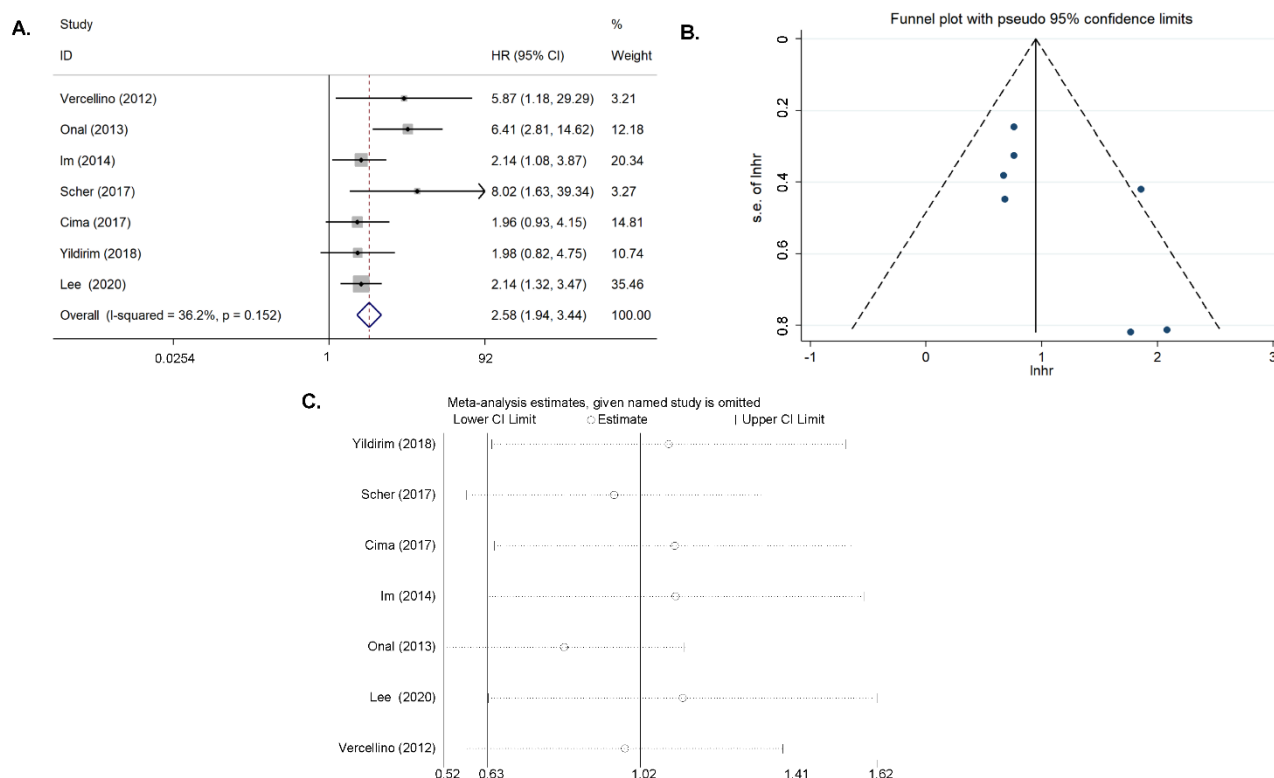 A.
Study %
ID HR (95% CI) Weight
Vercellino (2012) 5.87 (1.18, 29.29) 3.21
Onal (2013) 6.41 (2.81, 14.62) 12.18
Im (2014) 2.14 (1.08, 3.87) 20.34
Scher (2017) 8.02 (1.63, 39.34) 3.27
Cima (2017) 1.96 (0.93, 4.15) 14.81
Yildirim (2018) 1.98 (0.82, 4.75) 10.74
Lee (2020) 2.14 (1.32, 3.47) 35.46
Overall (I-squared = 36.2%, p = 0.152) 2.58 (1.94, 3.44) 100.00
0.0254 1 92
B.
Funnel plot with pseudo 95% confidence limits
0
0.2
0.4
0.6
0.8
s.e. of lnhr
-1 0 1 2 3
lnhr
C.
Meta-analysis estimates, given named study is omitted
Lower CI Limit Estimate Upper CI Limit
Yildirim (2018)
Scher (2017)
Cima (2017)
Im (2014)
Onal (2013)
Lee (2020)
Vercellino (2012)
0.52 0.63 1.02 1.41 1.62